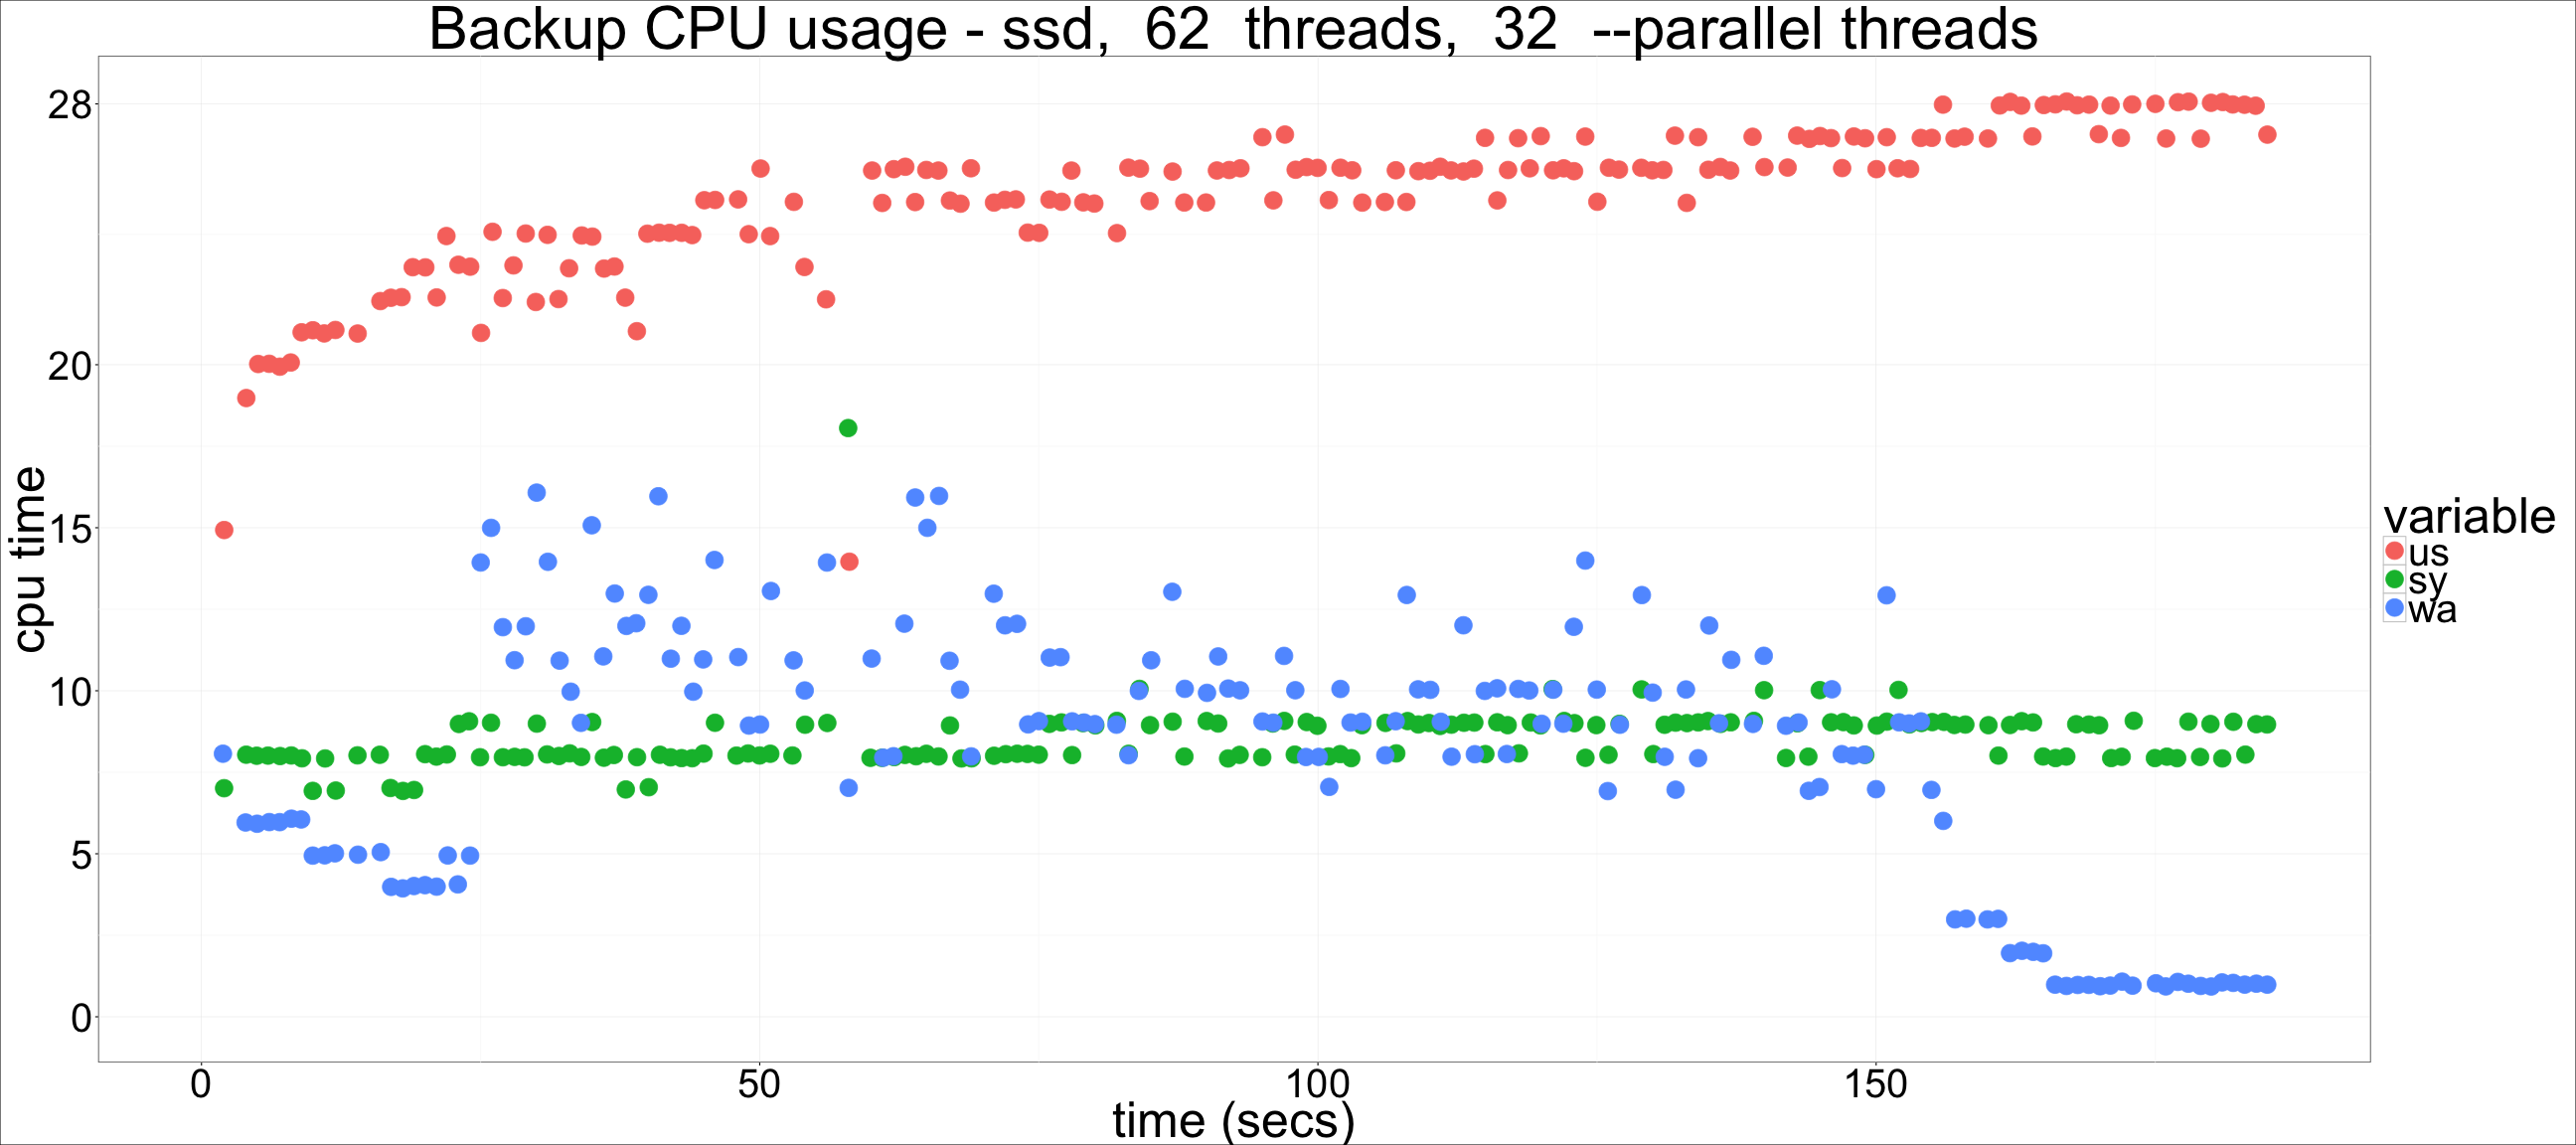 Backup CPU usage - ssd,  62  threads,  32  --parallel threads
28
20
15
10
5
0
cpu time
0 50 100 150
time (secs)
variable
us
sy
wa